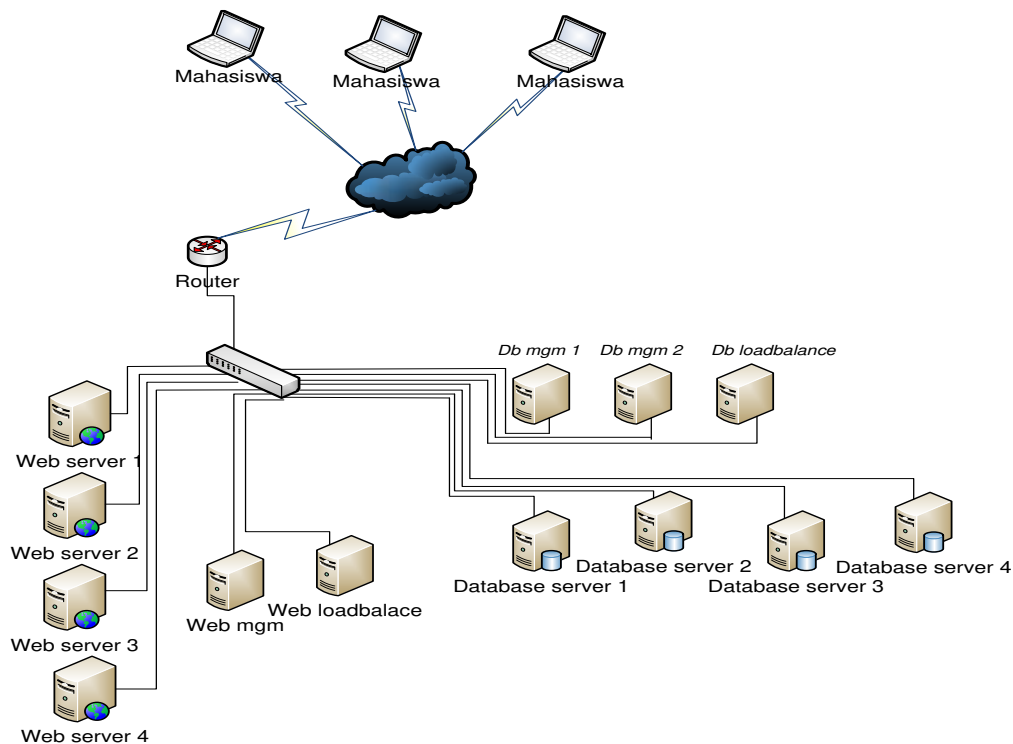 Mahasiswa
Mahasiswa
Mahasiswa
Router
Db mgm 1
Db mgm 2
Db loadbalance
Web server 1
Web server 2
Web server 3
Web server 4
Web mgm
Web loadbalace
Database server 1
Database server 2
Database server 3
Database server 4